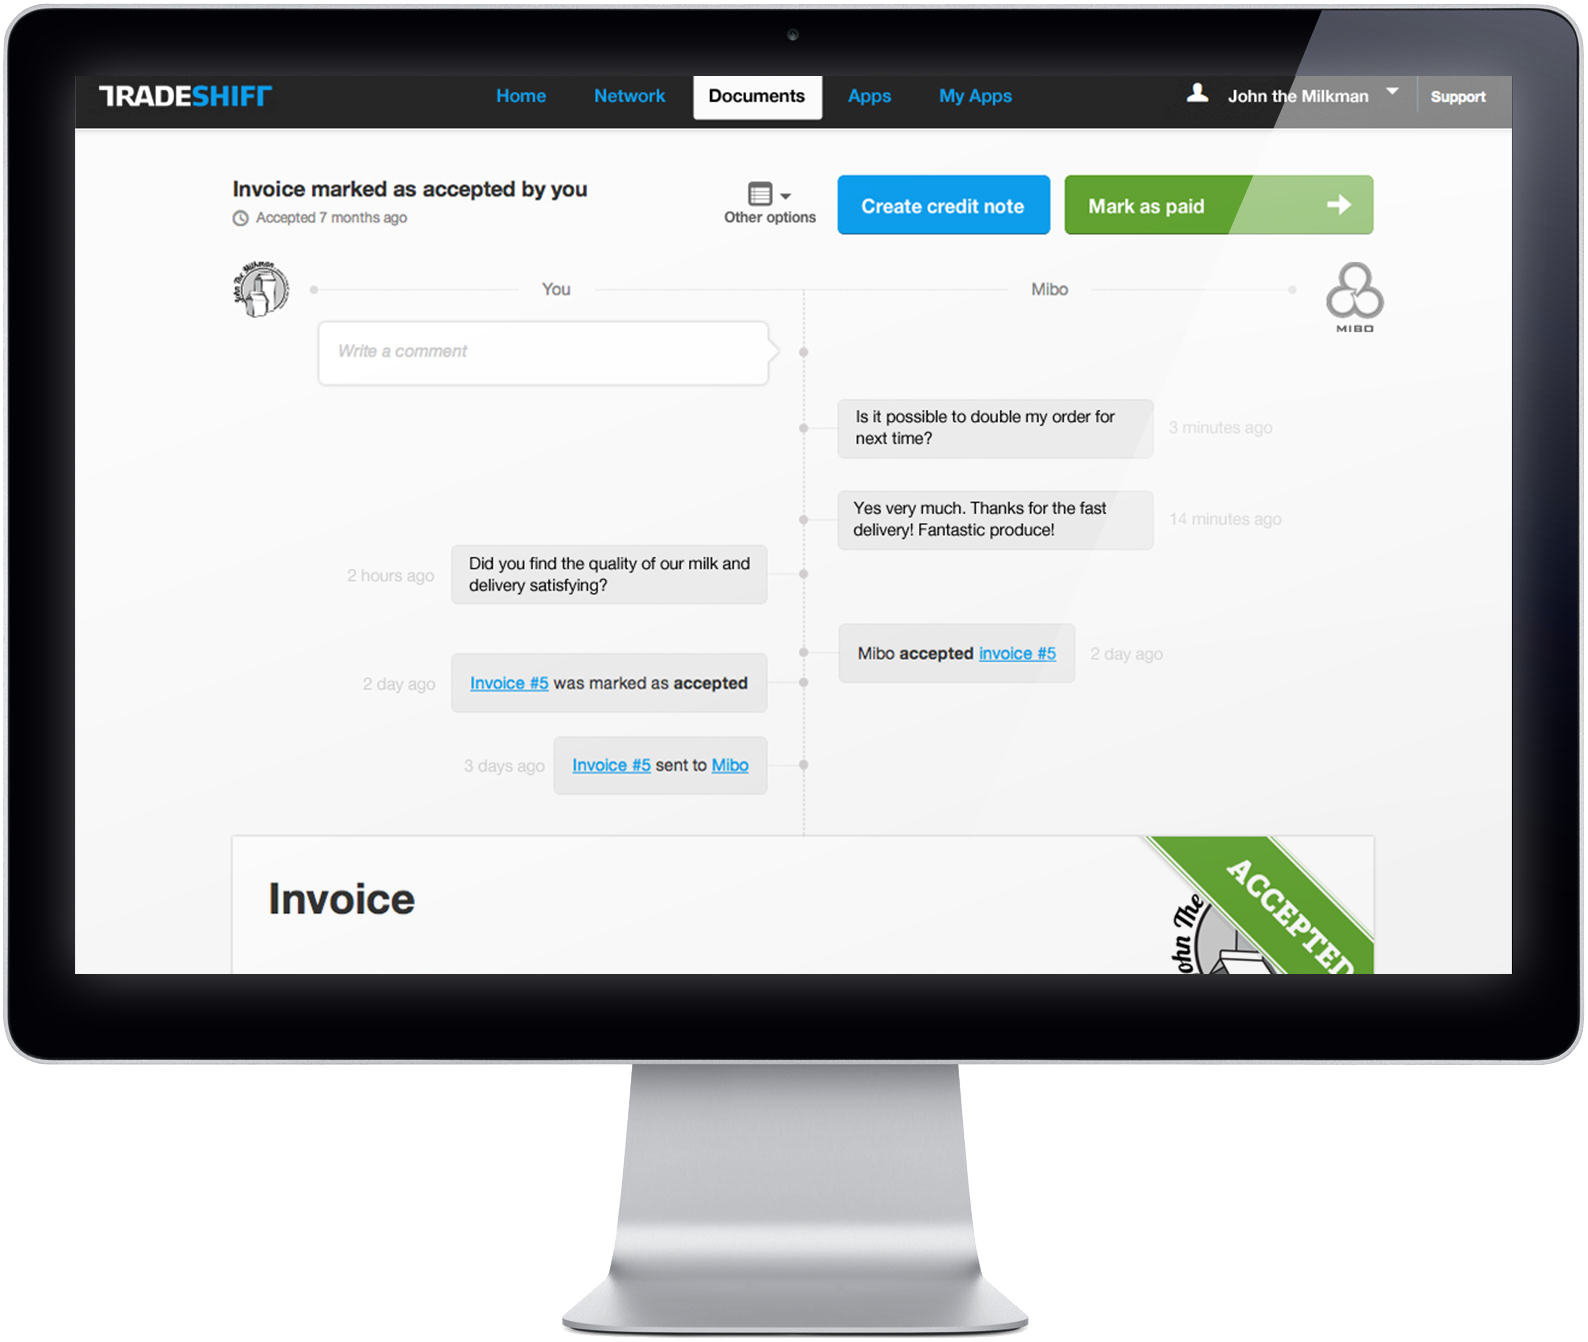 TRADESHIFT
Home
Network
Documents
Apps
My Apps
John the Milkman
Support
Invoice marked as accepted by you
Accepted 7 months ago
Other options
Create credit note
Mark as paid
John The Milkman
You
Mibo
MIBO
Write a comment
Is it possible to double my order for
next time?
3 minutes ago
Yes very much. Thanks for the fast
delivery! Fantastic produce!
14 minutes ago
2 hours ago
Did you find the quality of our milk and
delivery satisfying?
Mibo accepted invoice #5
2 day ago
2 day ago
Invoice #5 was marked as accepted
3 days ago
Invoice #5 sent to Mibo
Invoice
ohn The
ACCEPTED